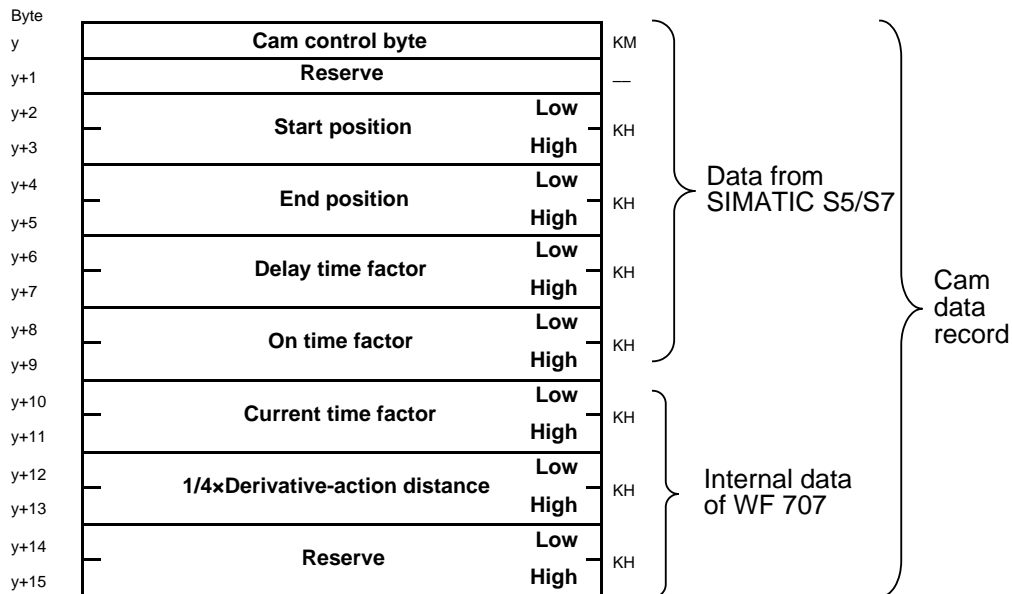 Byte
y Cam control byte KM
y+1 Reserve __
y+2 Low
Start position KH
y+3 High
y+4 Low
End position KH
y+5 High
y+6 Low
Delay time factor KH
y+7 High
y+8 Low
On time factor KH
y+9 High
Data from
SIMATIC S5/S7
y+10 Low
Current time factor KH
y+11 High
y+12 Low
1/4×Derivative-action distance KH
y+13 High
y+14 Low
Reserve KH
y+15 High
Internal data
of WF 707
Cam
data
record